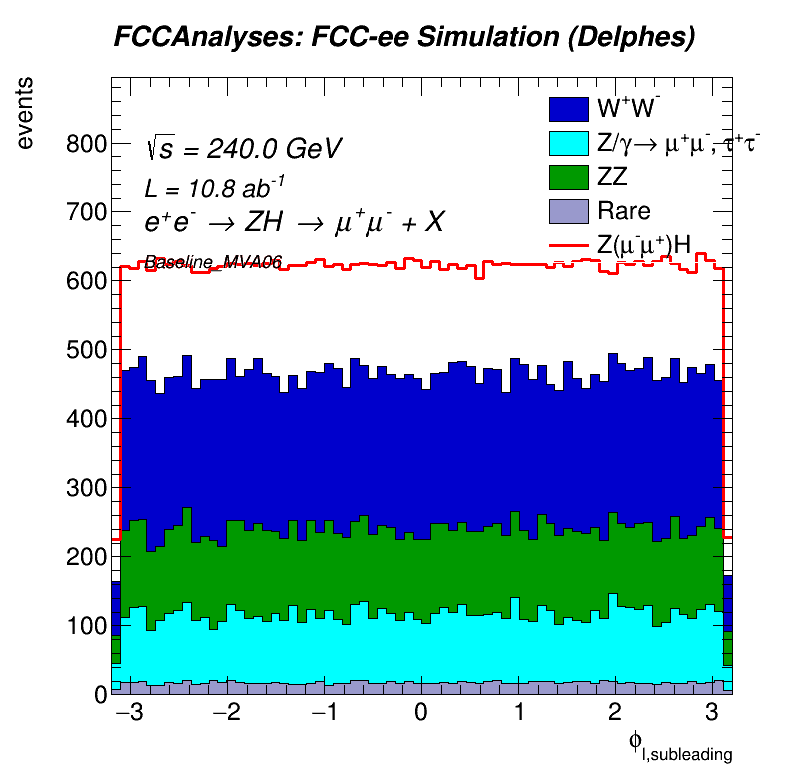 FCCAnalyses: FCC-ee Simulation (Delphes)
events
√s = 240.0 GeV
L = 10.8 ab⁻¹
e⁺e⁻ → ZH → μ⁺μ⁻ + X
Baseline_MVA06
W⁺W⁻
Z/γ→ μ⁺μ⁻, τ⁺τ⁻
ZZ
Rare
Z(μ⁻μ⁺)H
800
700
600
500
400
300
200
100
0
−3 −2 −1 0 1 2 3
ϕ_l,subleading